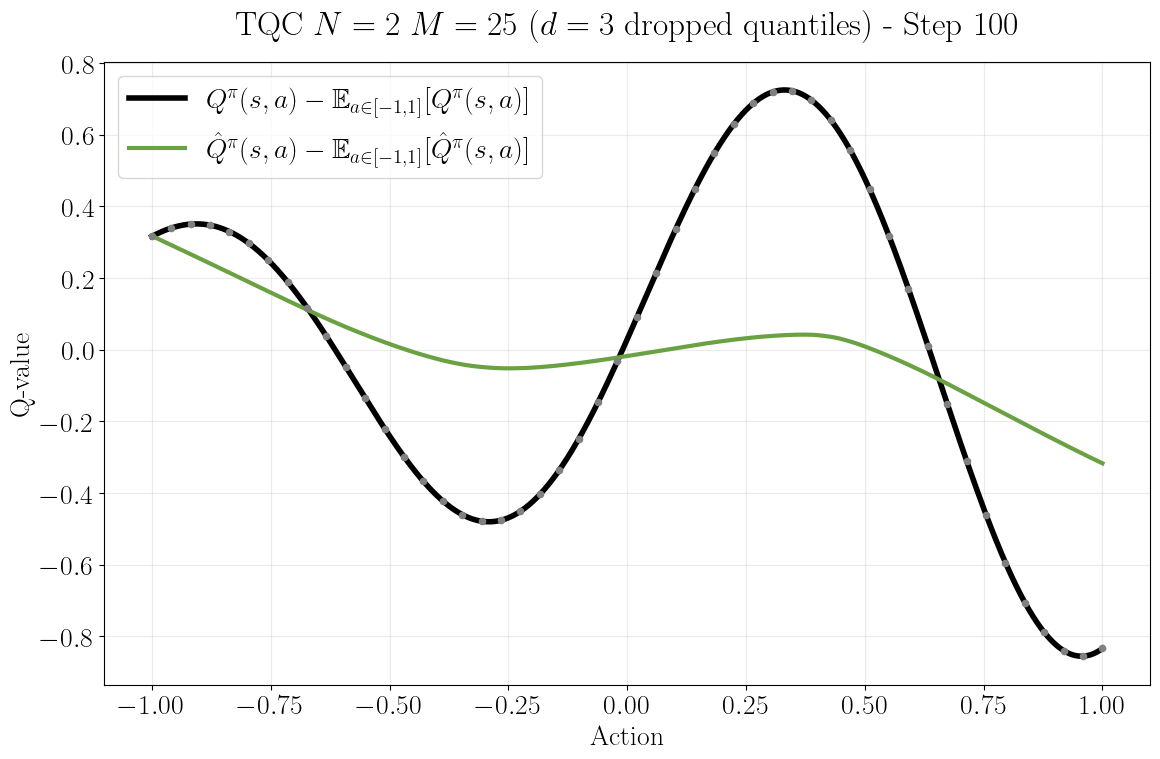 TQC N = 2 M = 25 (d = 3 dropped quantiles) - Step 100
Q^π(s, a) − 𝔼_{a∈[−1,1]}[Q^π(s, a)]
Q̂^π(s, a) − 𝔼_{a∈[−1,1]}[Q̂^π(s, a)]
0.8
0.6
0.4
0.2
0.0
−0.2
−0.4
−0.6
−0.8
Q-value
−1.00 −0.75 −0.50 −0.25 0.00 0.25 0.50 0.75 1.00
Action